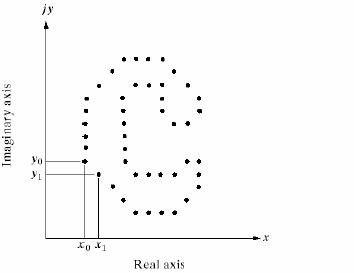 jy
Imaginary axis
y₀
y₁
x₀ x₁
x
Real axis